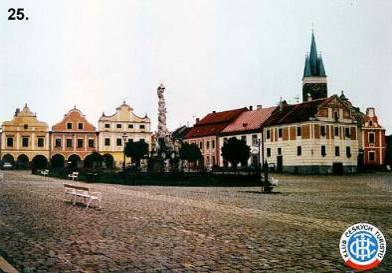 25.
KLUB ČESKÝCH TURISTŮ